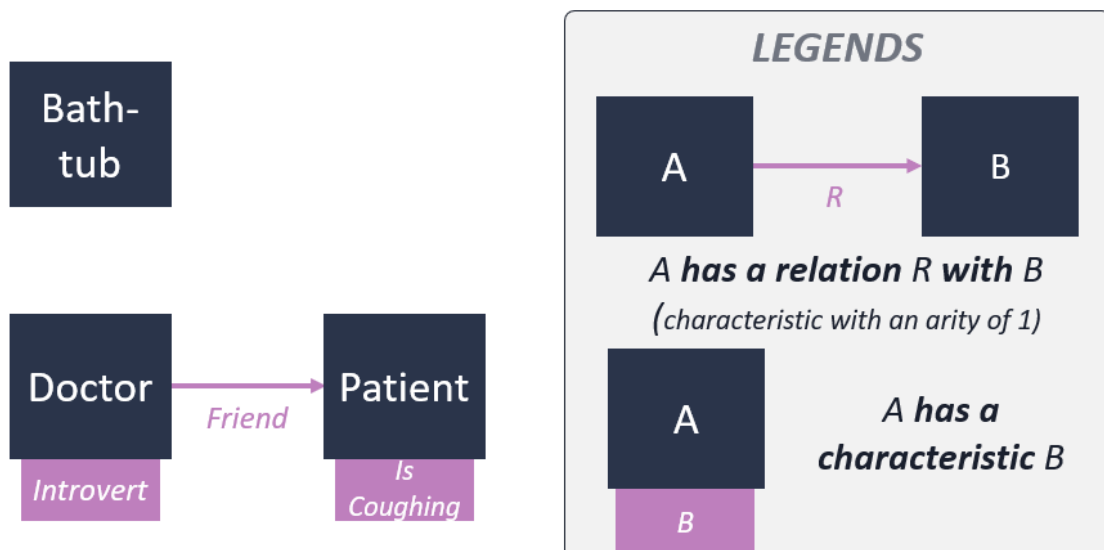 Bath-
tub
Doctor
Friend
Patient
Introvert
Is
Coughing
LEGENDS
A
R
B
A has a relation R with B
(characteristic with an arity of 1)
A
B
A has a
characteristic B